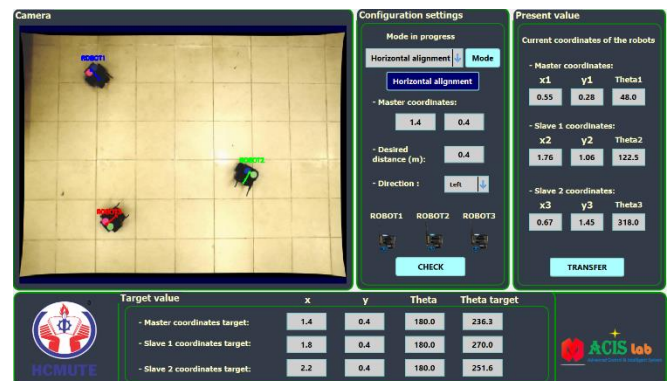 Camera
ROBOT1
ROBOT2
Configuration settings
Mode in progress
Horizontal alignment
Mode
Horizontal alignment
- Master coordinates:
1.4 0.4
- Desired
distance (m):
0.4
- Direction :
Left
ROBOT1 ROBOT2 ROBOT3
CHECK
Present value
Current coordinates of the robots
- Master coordinates:
x1 y1 Theta1
0.55 0.28 48.0
- Slave 1 coordinates:
x2 y2 Theta2
1.76 1.06 122.5
- Slave 2 coordinates:
x3 y3 Theta3
0.67 1.45 318.0
TRANSFER
HCMUTE
Target value x y Theta Theta target
- Master coordinates target: 1.4 0.4 180.0 236.3
- Slave 1 coordinates target: 1.8 0.4 180.0 270.0
- Slave 2 coordinates target: 2.2 0.4 180.0 251.6
ACIS lab